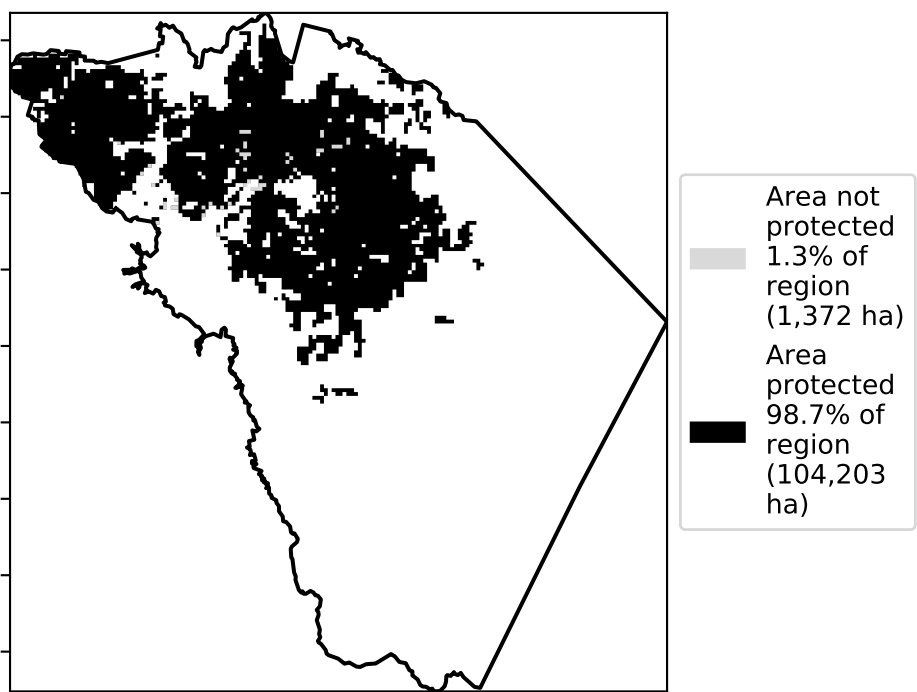 Area not
protected
1.3% of
region
(1,372 ha)
Area
protected
98.7% of
region
(104,203
ha)